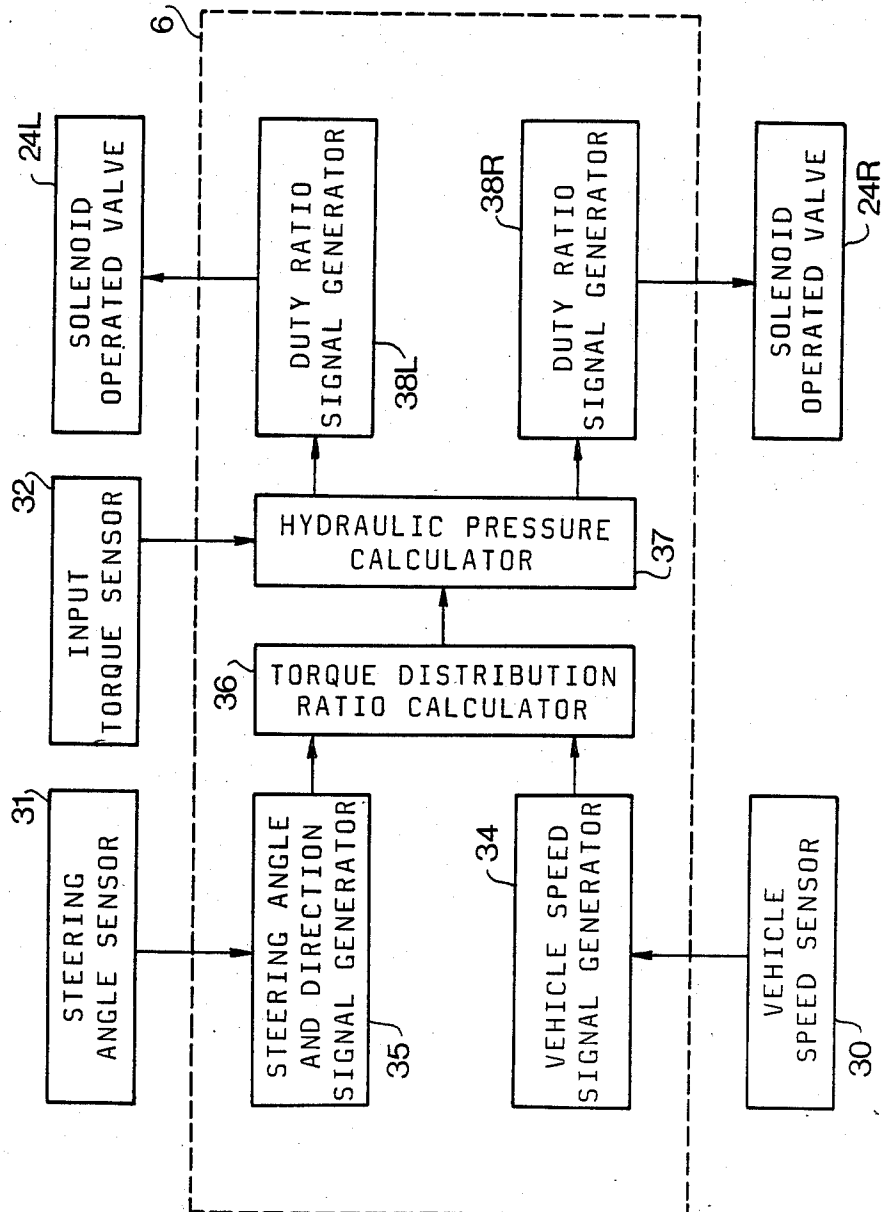 31
STEERING
ANGLE SENSOR
32
INPUT
TORQUE SENSOR
24L
SOLENOID
OPERATED VALVE
6
STEERING ANGLE
AND DIRECTION
SIGNAL GENERATOR
35
36
TORQUE DISTRIBUTION
RATIO CALCULATOR
HYDRAULIC PRESSURE
CALCULATOR
37
DUTY RATIO
SIGNAL GENERATOR
38L
34
VEHICLE SPEED
SIGNAL GENERATOR
38R
DUTY RATIO
SIGNAL GENERATOR
VEHICLE
SPEED SENSOR
30
SOLENOID
OPERATED VALVE
24R